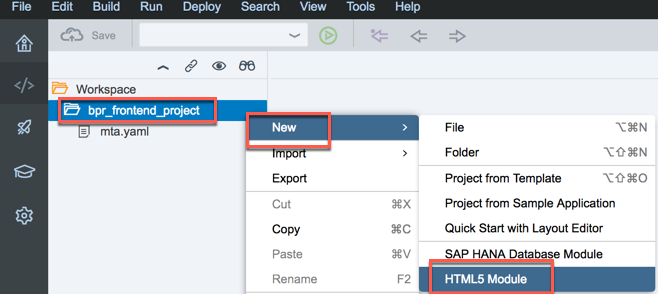 File Edit Build Run Deploy Search View Tools Help
Save
Workspace
bpr_frontend_project
mta.yaml
New
Import
Export
Cut ⌘X
Copy ⌘C
Paste ⌘V
Rename F2
File ⌥⌘N
Folder ⌥⇧⌘N
Project from Template ⌥⇧⌘O
Project from Sample Application
Quick Start with Layout Editor
SAP HANA Database Module
HTML5 Module